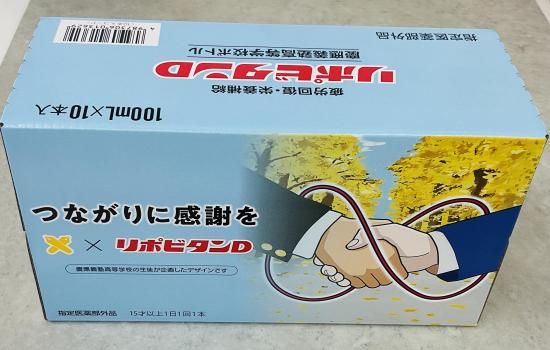 指定医薬部外品
慶應義塾高等学校ボトル
リポビタンD
疲労回復・栄養補給
100mL×10本入
つながりに感謝を
× リポビタンD
慶應義塾高等学校の生徒が企画したデザインです
指定医薬部外品 15才以上1日1回1本